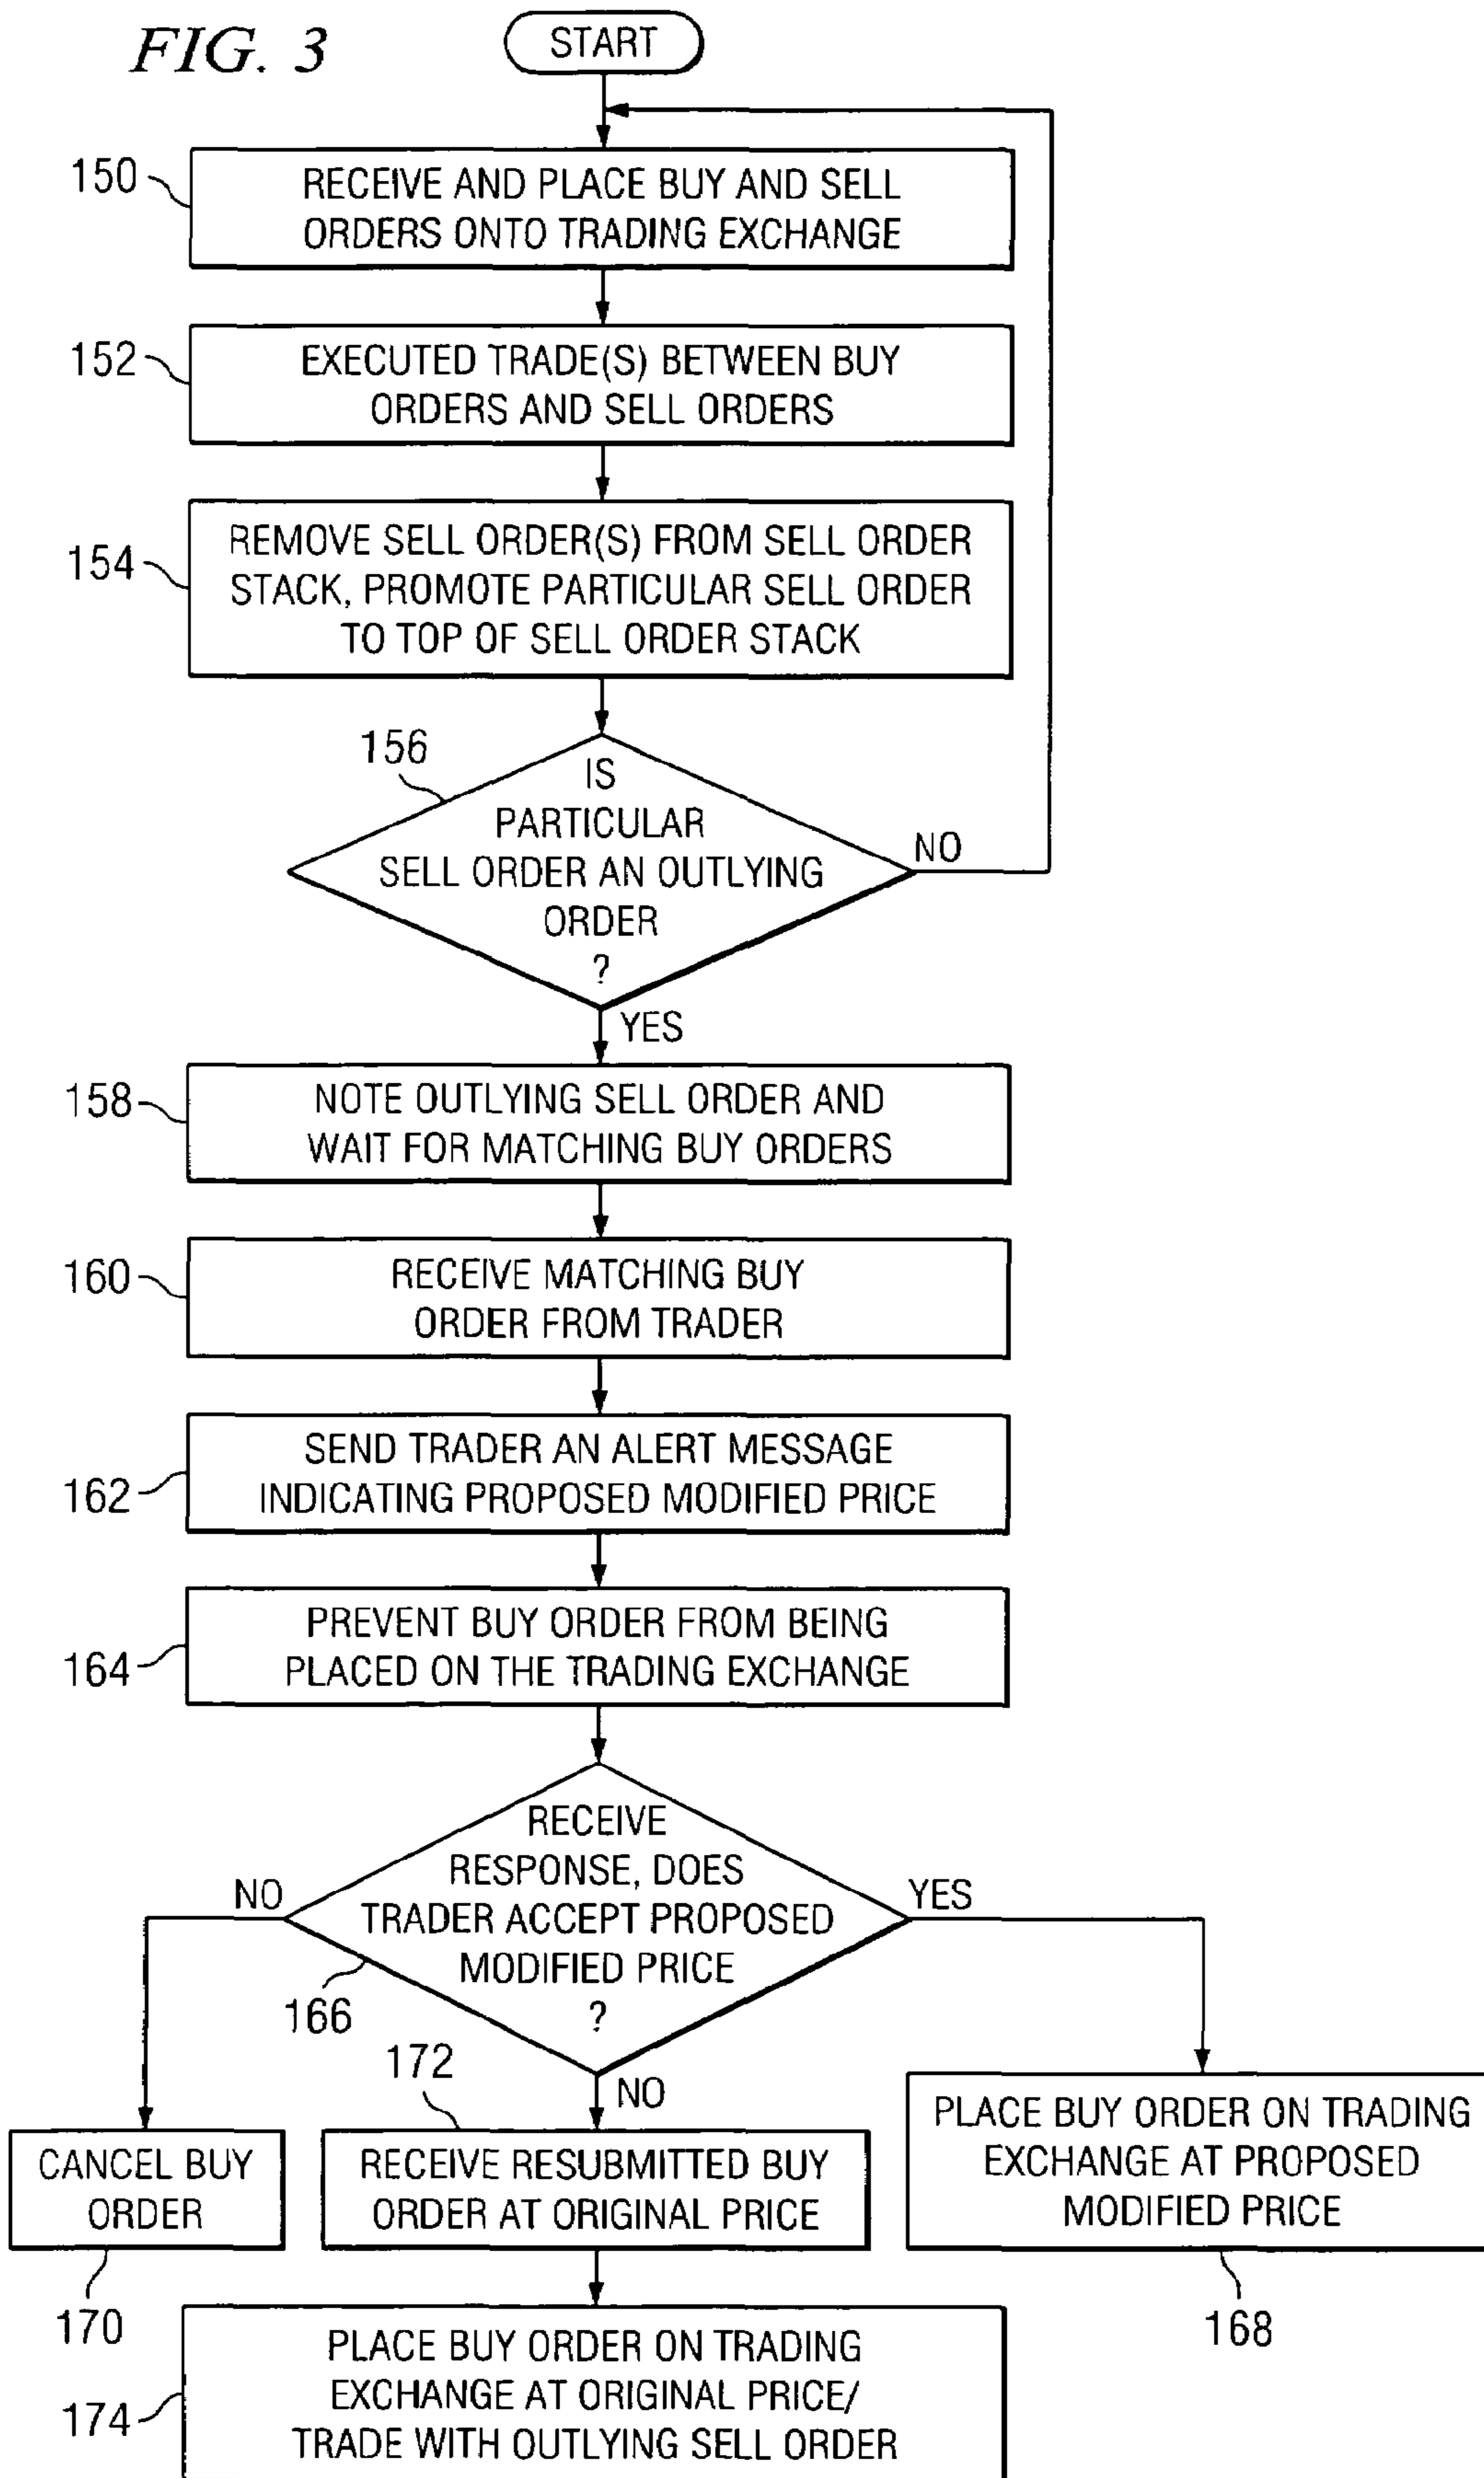 FIG. 3
START
150
RECEIVE AND PLACE BUY AND SELL
ORDERS ONTO TRADING EXCHANGE
152
EXECUTED TRADE(S) BETWEEN BUY
ORDERS AND SELL ORDERS
154
REMOVE SELL ORDER(S) FROM SELL ORDER
STACK, PROMOTE PARTICULAR SELL ORDER
TO TOP OF SELL ORDER STACK
156
IS
PARTICULAR
SELL ORDER AN OUTLYING
ORDER
?
NO
YES
158
NOTE OUTLYING SELL ORDER AND
WAIT FOR MATCHING BUY ORDERS
160
RECEIVE MATCHING BUY
ORDER FROM TRADER
162
SEND TRADER AN ALERT MESSAGE
INDICATING PROPOSED MODIFIED PRICE
164
PREVENT BUY ORDER FROM BEING
PLACED ON THE TRADING EXCHANGE
RECEIVE
RESPONSE, DOES
TRADER ACCEPT PROPOSED
MODIFIED PRICE
?
166
NO
YES
NO
172
CANCEL BUY
ORDER
170
RECEIVE RESUBMITTED BUY
ORDER AT ORIGINAL PRICE
PLACE BUY ORDER ON TRADING
EXCHANGE AT PROPOSED
MODIFIED PRICE
168
174
PLACE BUY ORDER ON TRADING
EXCHANGE AT ORIGINAL PRICE/
TRADE WITH OUTLYING SELL ORDER